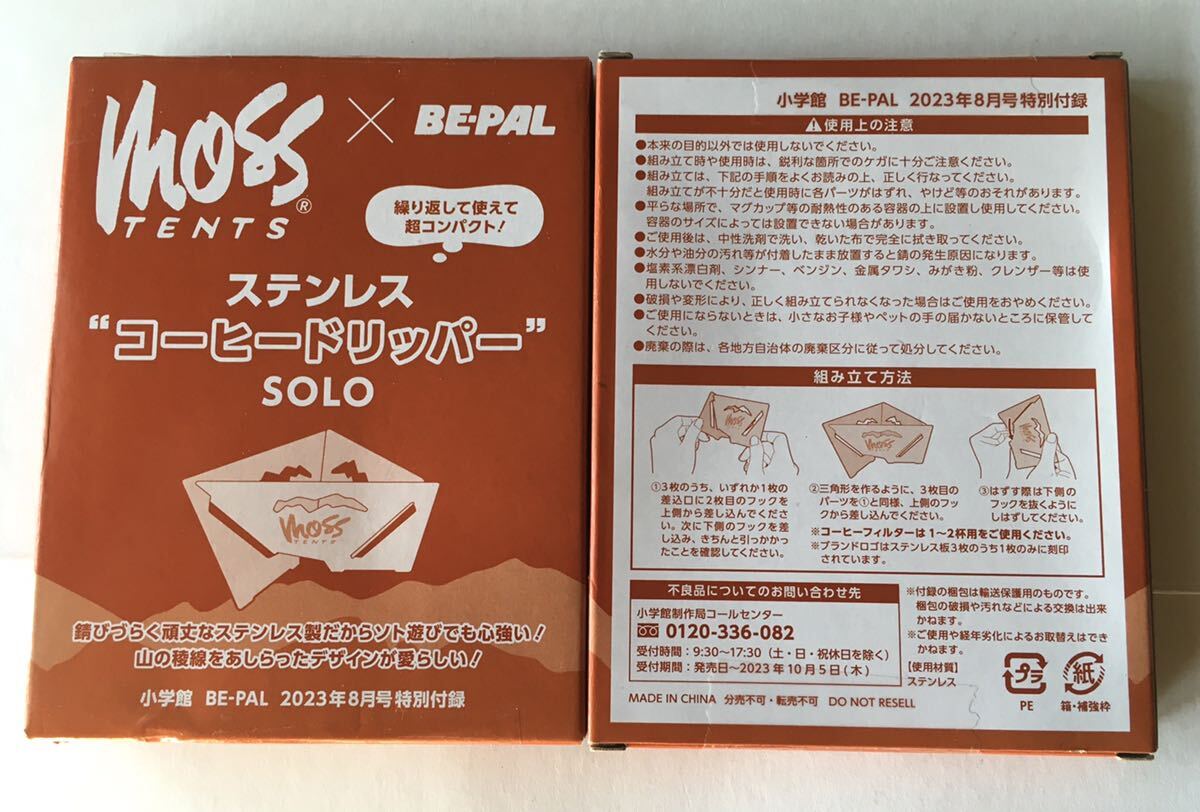 moss
TENTS®
×
BE-PAL
繰り返して使えて
超コンパクト!
ステンレス
“コーヒードリッパー”
SOLO
moss
TENTS
錆びづらく頑丈なステンレス製だからソト遊びでも心強い!
山の稜線をあしらったデザインが愛らしい!
小学館 BE-PAL 2023年8月号特別付録
小学館 BE-PAL 2023年8月号特別付録
⚠使用上の注意
●本来の目的以外では使用しないでください。
●組み立て時や使用時は、鋭利な箇所でのケガに十分ご注意ください。
●組み立ては、下記の手順をよくお読みの上、正しく行なってください。
組み立てが不十分だと使用時に各パーツがはずれ、やけど等のおそれがあります。
●平らな場所で、マグカップ等の耐熱性のある容器の上に設置し使用してください。
容器のサイズによっては設置できない場合があります。
●ご使用後は、中性洗剤で洗い、乾いた布で完全に拭き取ってください。
●水分や油分の汚れ等が付着したまま放置すると錆の発生原因になります。
●塩素系漂白剤、シンナー、ベンジン、金属タワシ、みがき粉、クレンザー等は使
用しないでください。
●破損や変形により、正しく組み立てられなくなった場合はご使用をおやめください。
●ご使用にならないときは、小さなお子様やペットの手の届かないところに保管して
ください。
●廃棄の際は、各地方自治体の廃棄区分に従って処分してください。
組み立て方法
moss
moss
①3枚のうち、いずれか1枚の
差込口に2枚目のフックを
上側から差し込んでくださ
い。次に下側のフックを差
し込み、きちんと引っかかっ
たことを確認してください。
②三角形を作るように、3枚目の
パーツを①と同様、上側のフッ
クから差し込んでください。
③はずす際は下側の
フックを抜くように
しはずしてください。
※コーヒーフィルターは1〜2杯用をご使用ください。
※ブランドロゴはステンレス板3枚のうち1枚のみに刻印
されています。
不良品についてのお問い合わせ先
小学館制作局コールセンター
0120-336-082
受付時間:9:30〜17:30(土・日・祝休日を除く)
受付期間:発売日〜2023年10月5日(木)
※付録の梱包は輸送保護用のものです。
梱包の破損や汚れなどによる交換は出来
かねます。
※ご使用や経年劣化によるお取替えはでき
かねます。
【使用材質】
ステンレス
プラ
PE
紙
箱・補強枠
MADE IN CHINA 分売不可・転売不可 DO NOT RESELL